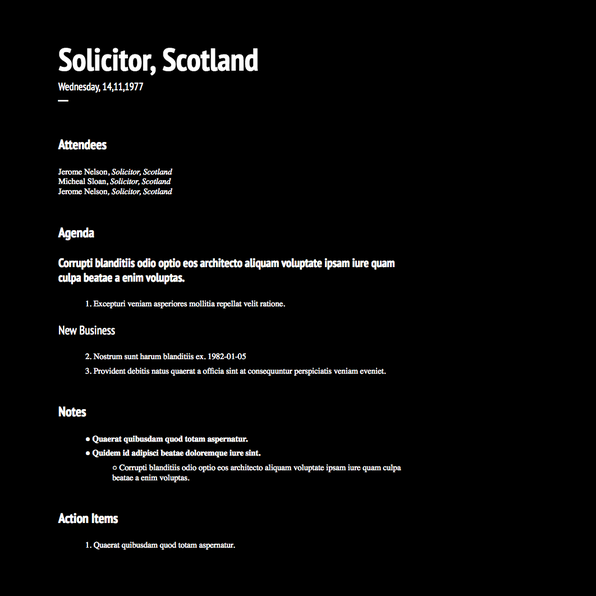 Solicitor, Scotland
Wednesday, 14,11,1977
Attendees
Jerome Nelson, Solicitor, Scotland
Micheal Sloan, Solicitor, Scotland
Jerome Nelson, Solicitor, Scotland
Agenda
Corrupti blanditiis odio optio eos architecto aliquam voluptate ipsam iure quam
culpa beatae a enim voluptas.
1. Excepturi veniam asperiores mollitia repellat velit ratione.
New Business
2. Nostrum sunt harum blanditiis ex. 1982-01-05
3. Provident debitis natus quaerat a officia sint at consequuntur perspiciatis veniam eveniet.
Notes
● Quaerat quibusdam quod totam aspernatur.
● Quidem id adipisci beatae doloremque iure sint.
○ Corrupti blanditiis odio optio eos architecto aliquam voluptate ipsam iure quam culpa
beatae a enim voluptas.
Action Items
1. Quaerat quibusdam quod totam aspernatur.